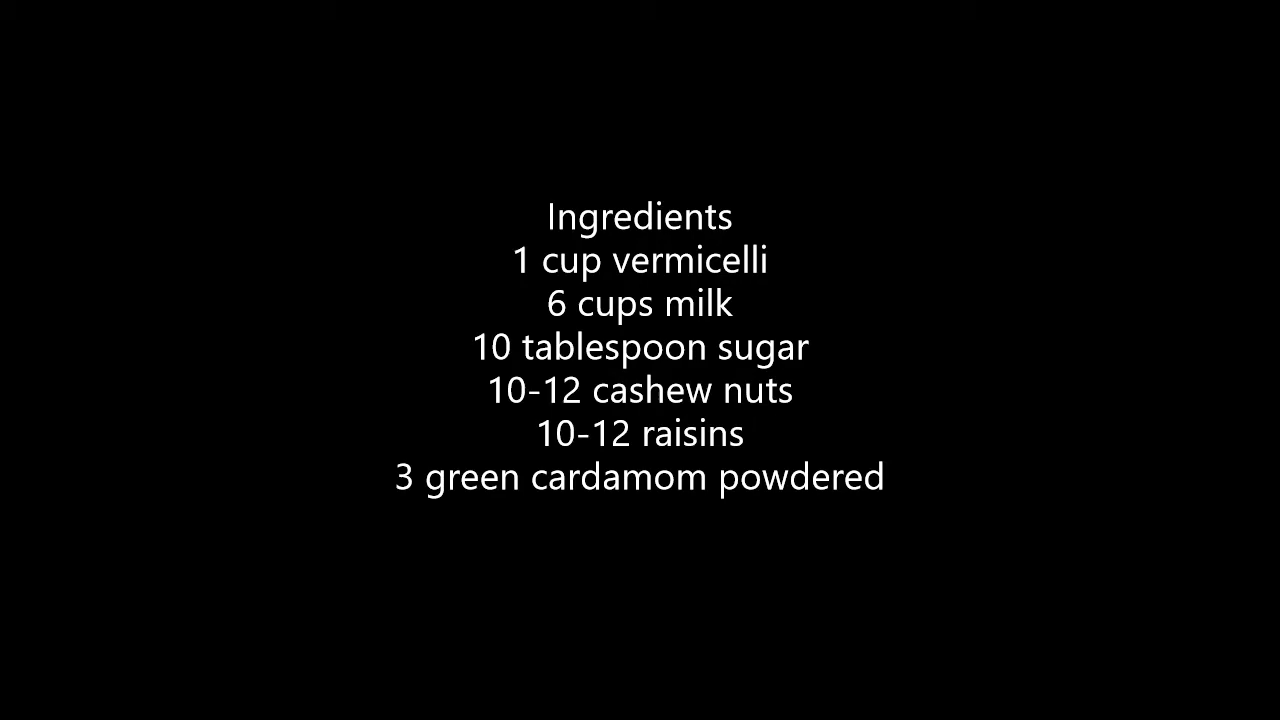 Ingredients
1 cup vermicelli
6 cups milk
10 tablespoon sugar
10-12 cashew nuts
10-12 raisins
3 green cardamom powdered